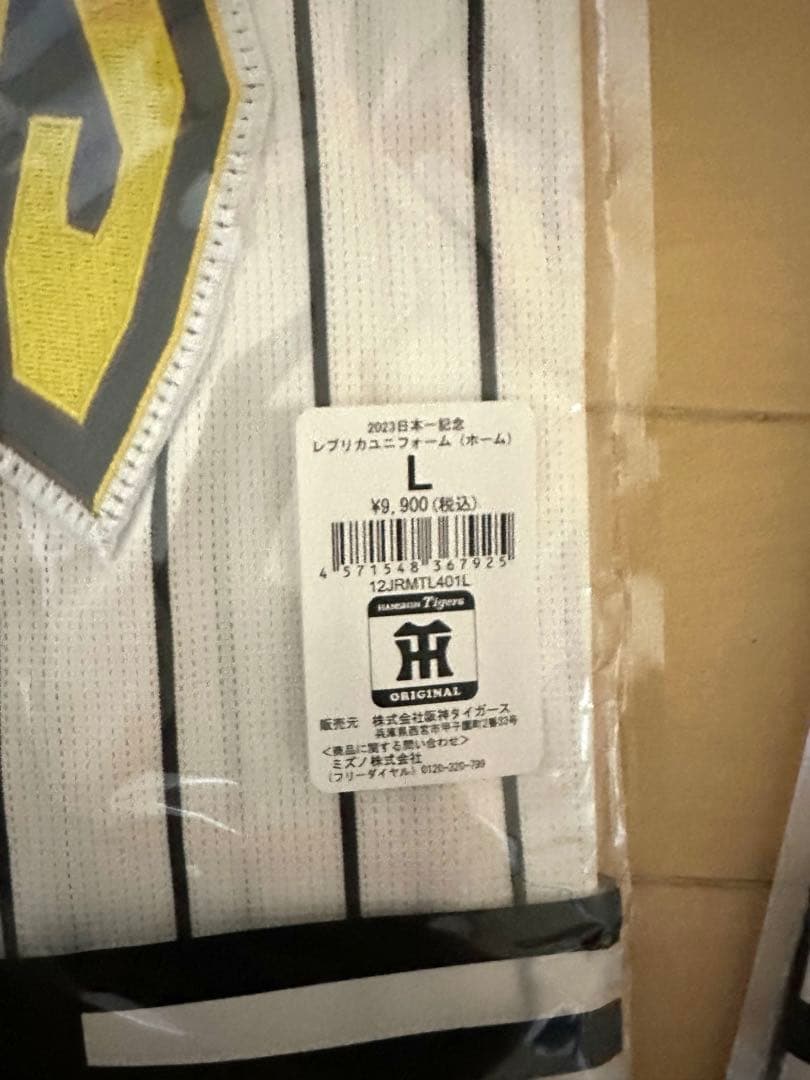 2023日本一記念
レプリカユニフォーム（ホーム）
L
¥9,900(税込)
4 571548 367925
12JRMTL401L
HANSHIN Tigers
ORIGINAL
販売元 株式会社阪神タイガース
兵庫県西宮市甲子園町2番33号
＜商品に関する問い合わせ＞
ミズノ株式会社
（フリーダイヤル）0120-320-799